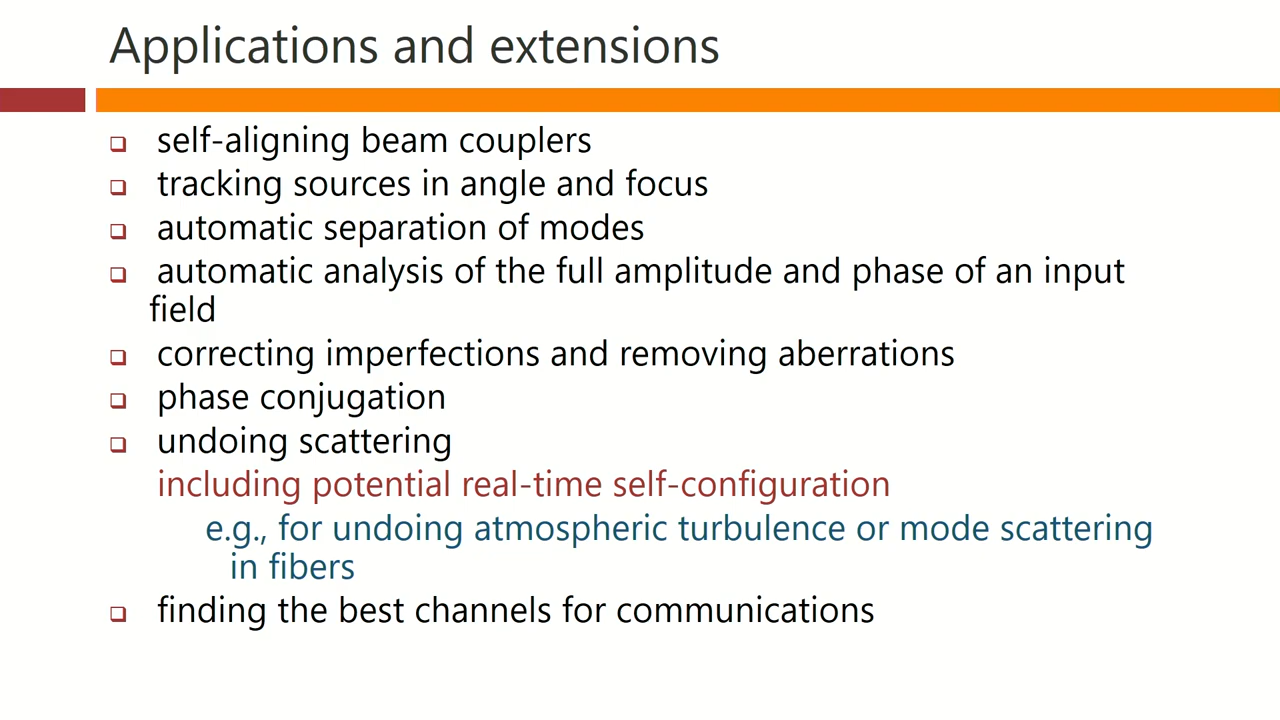 Applications and extensions
self-aligning beam couplers
tracking sources in angle and focus
automatic separation of modes
automatic analysis of the full amplitude and phase of an input
field
correcting imperfections and removing aberrations
phase conjugation
undoing scattering
including potential real-time self-configuration
e.g., for undoing atmospheric turbulence or mode scattering
in fibers
finding the best channels for communications